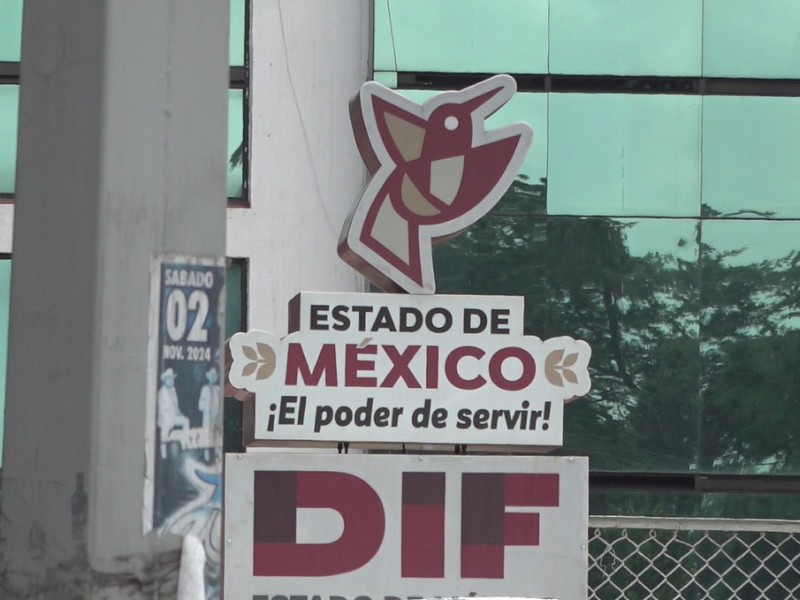 SABADO
02
NOV. 2024
ESTADO DE
MÉXICO
¡El poder de servir!
DIF